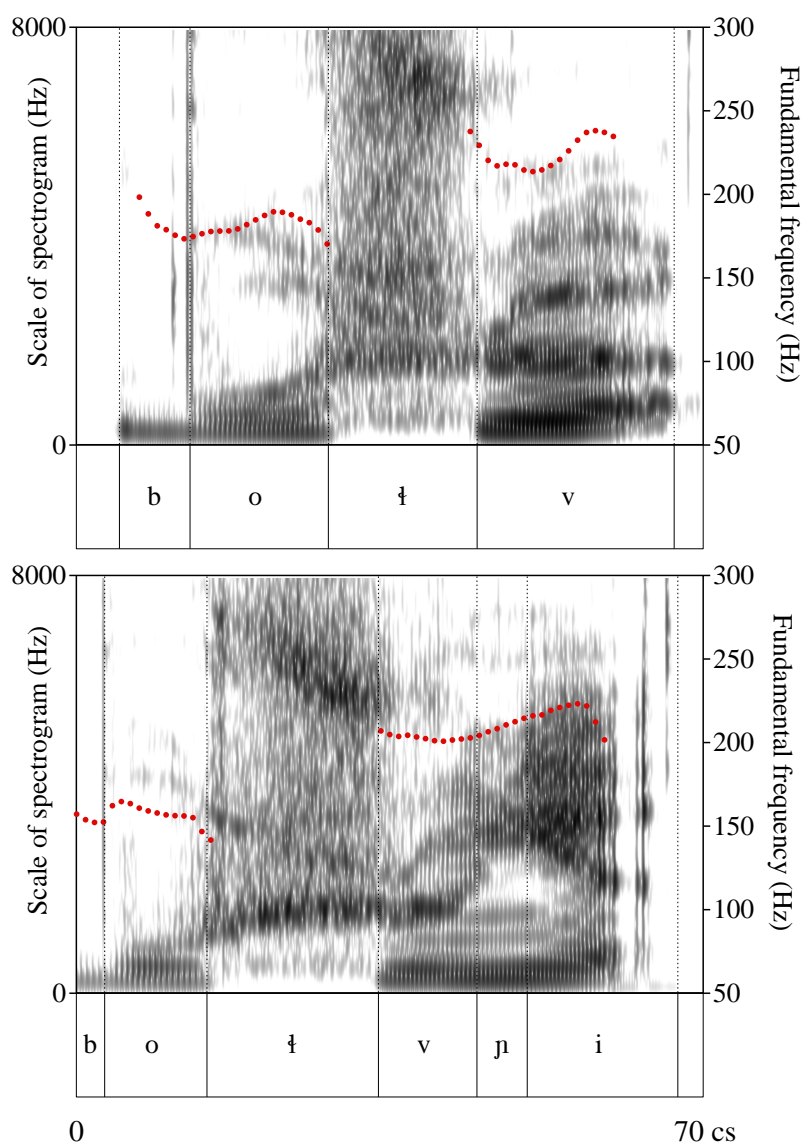 8000
300
250
200
150
100
50
0
Scale of spectrogram (Hz)
Fundamental frequency (Hz)
b o ɬ v
8000
300
250
200
150
100
50
0
Scale of spectrogram (Hz)
Fundamental frequency (Hz)
b o ɬ v ɲ i
0 70 cs